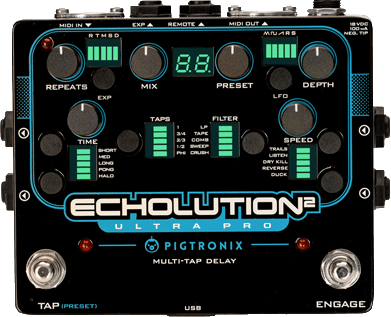 MIDI IN EXP REMOTE MIDI OUT
18 VDC
100 mA
NEG. TIP
RTMSD
REPEATS
MIX
8.8.
PRESET
DEPTH
EXP
LFO
TIME
TAPS
FILTER
SPEED
1 LP
3/4 TAPE
2/3 COMB
1/2 SWEEP
PHI CRUSH
SHORT
MED
LONG
PONG
HALO
TRAILS
LISTEN
DRY KILL
REVERSE
DUCK
ECHOLUTION2
ULTRA PRO
PIGTRONIX
MULTI-TAP DELAY
TAP (PRESET)
USB
ENGAGE